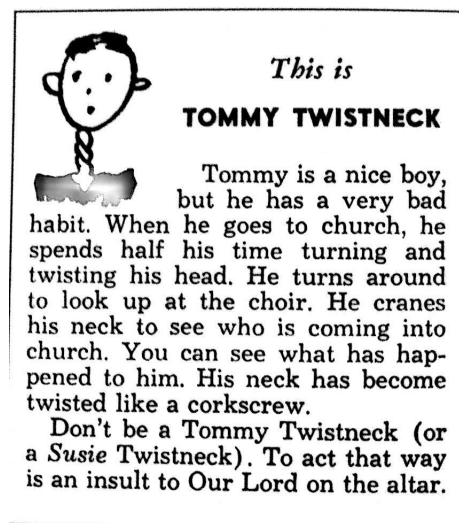 This is
TOMMY TWISTNECK
Tommy is a nice boy,
but he has a very bad
habit. When he goes to church, he
spends half his time turning and
twisting his head. He turns around
to look up at the choir. He cranes
his neck to see who is coming into
church. You can see what has hap-
pened to him. His neck has become
twisted like a corkscrew.
Don't be a Tommy Twistneck (or
a Susie Twistneck). To act that way
is an insult to Our Lord on the altar.